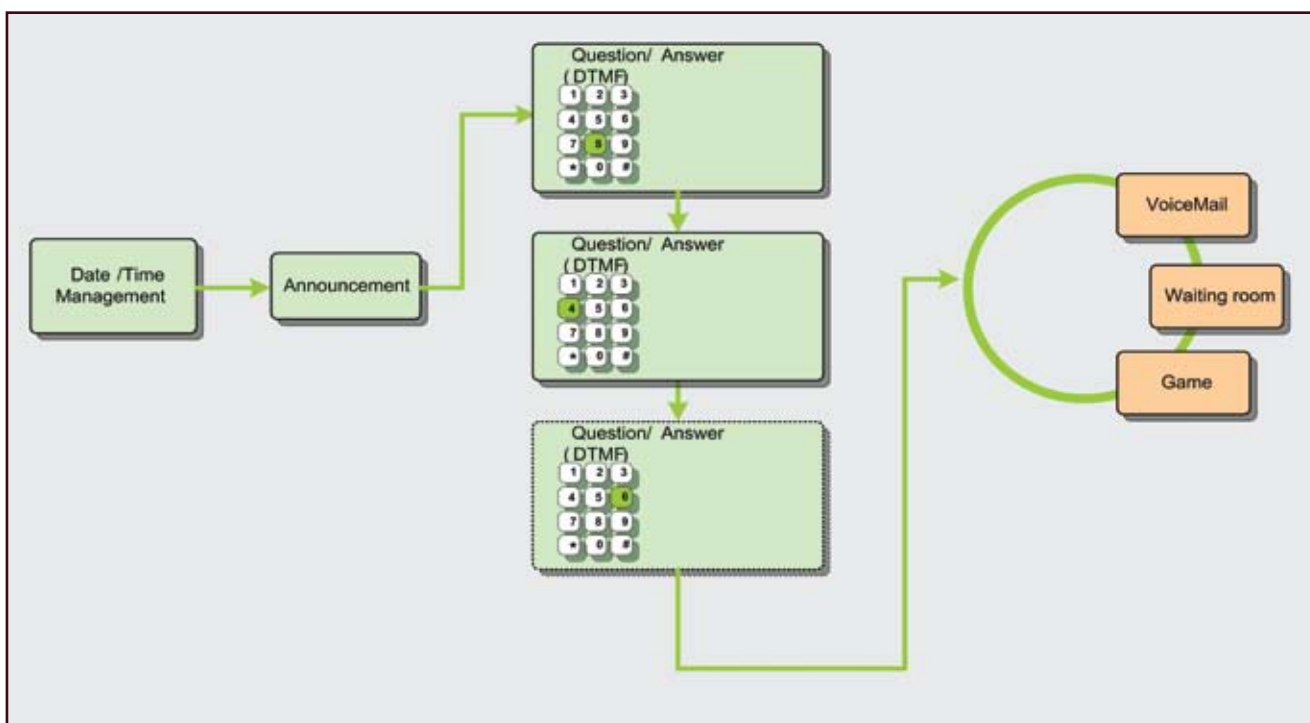 Date /Time
Management
Announcement
Question/ Answer
(DTMF)
1 2 3
4 5 6
7 8 9
* 0 #
Question/ Answer
(DTMF)
1 2 3
4 5 6
7 8 9
* 0 #
Question/ Answer
(DTMF)
1 2 3
4 5 6
7 8 9
* 0 #
VoiceMail
Waiting room
Game